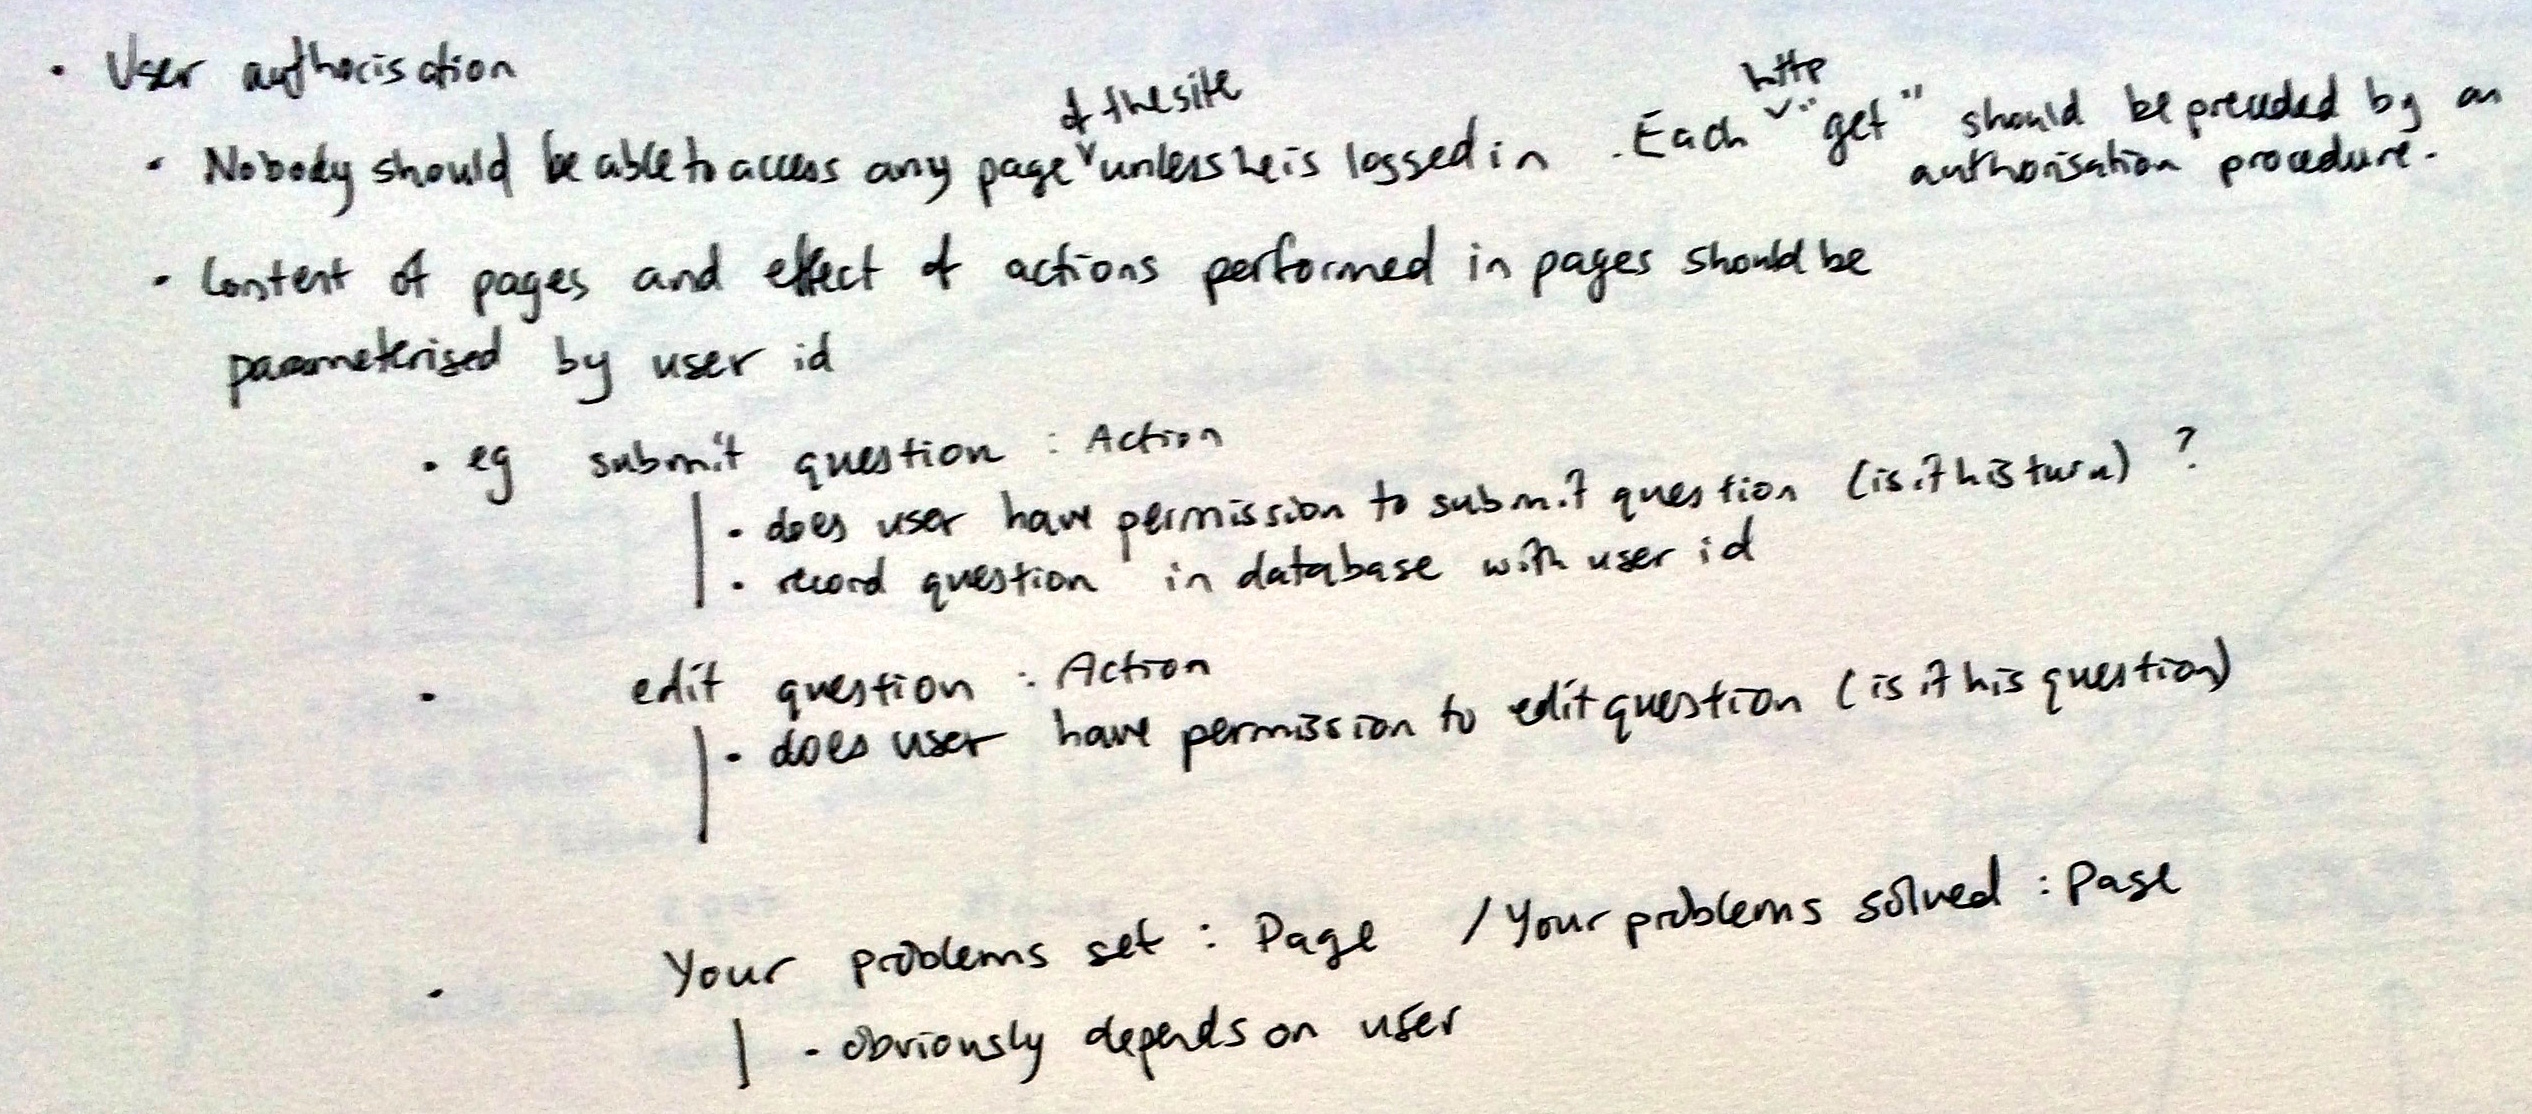 • User authorisation
• Nobody should be able to access any page of the site unless he is logged in. Each http "get" should be preceded by an
authorisation procedure.
• Content of pages and effect of actions performed in pages should be
parameterised by user id
• eg submit question : Action
• does user have permission to submit question (is it his turn) ?
• record question in database with user id
• edit question : Action
• does user have permission to edit question (is it his question)
• Your problems set : Page / Your problems solved : Page
• obviously depends on user